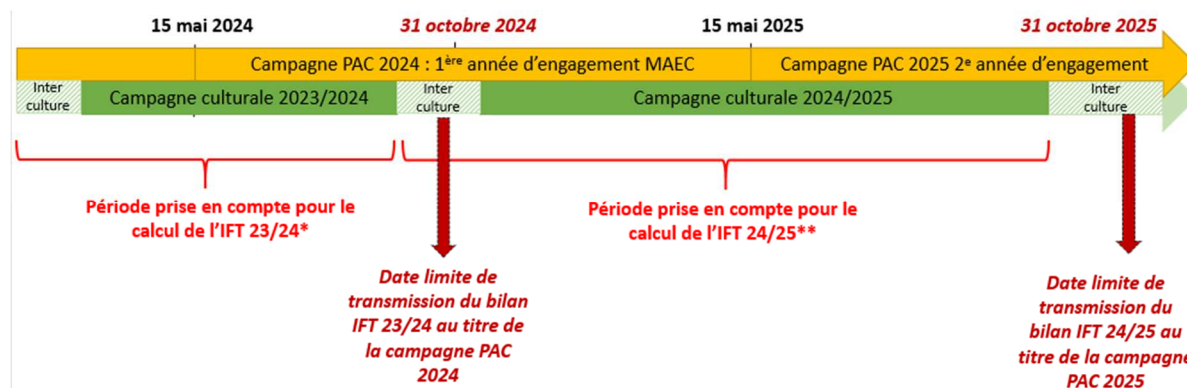 15 mai 2024
31 octobre 2024
15 mai 2025
31 octobre 2025
Campagne PAC 2024 : 1ère année d'engagement MAEC
Campagne PAC 2025 2e année d'engagement
Inter
culture
Campagne culturale 2023/2024
Inter
culture
Campagne culturale 2024/2025
Inter
culture
Période prise en compte pour le
calcul de l'IFT 23/24*
Période prise en compte pour le
calcul de l'IFT 24/25**
Date limite de
transmission du bilan
IFT 23/24 au titre de
la campagne PAC
2024
Date limite de
transmission du
bilan IFT 24/25 au
titre de la campagne
PAC 2025